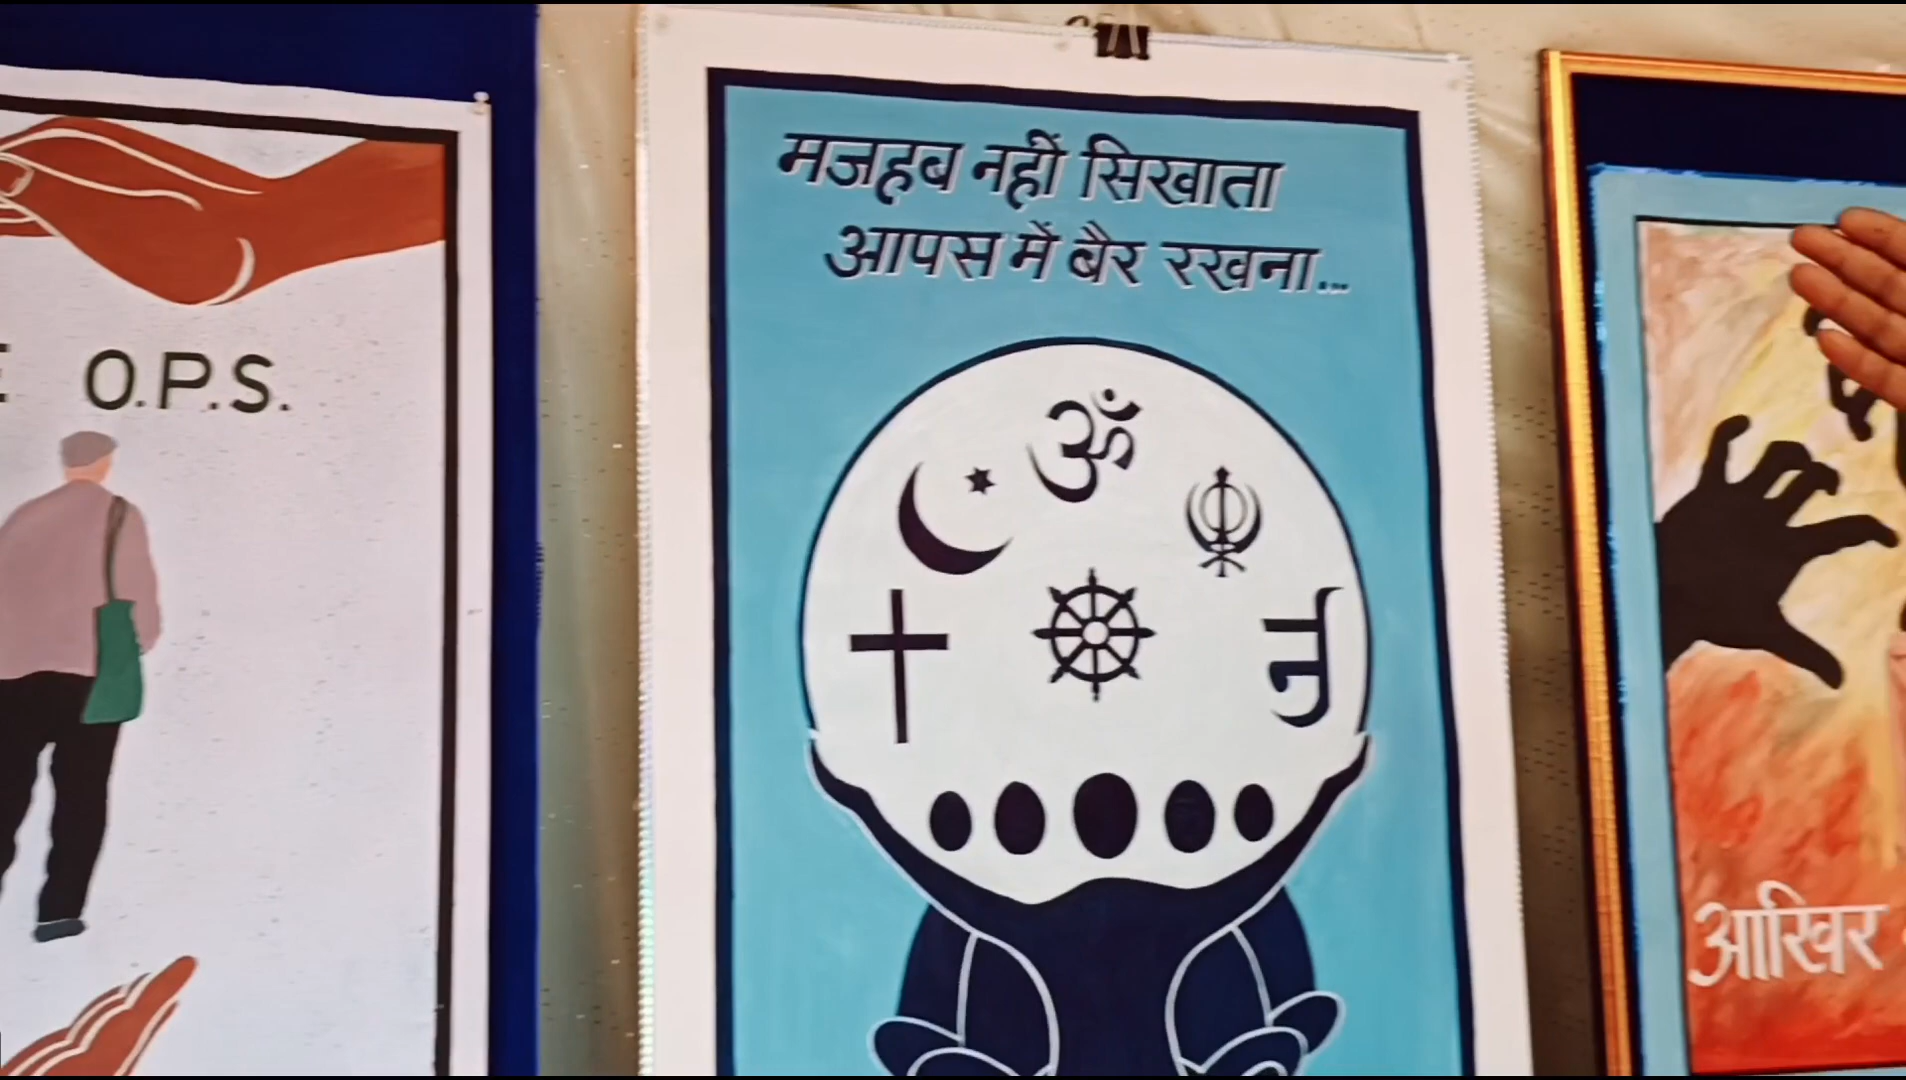 O.P.S.
मजहब नहीं सिखाता
आपस में बैर रखना...
ॐ
आखिर